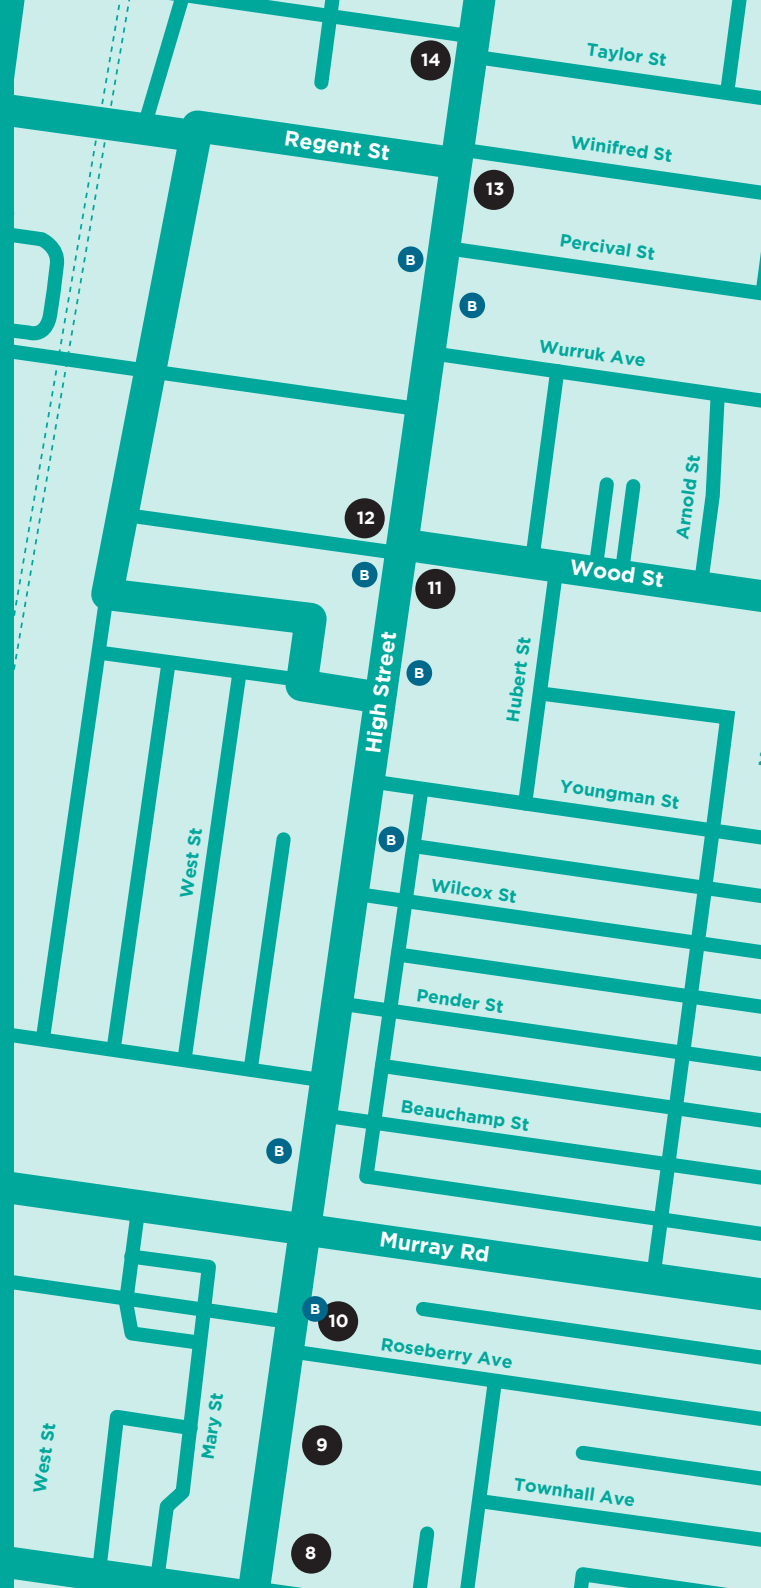 14
Taylor St
Regent St
Winifred St
13
Percival St
B
B
Wurruk Ave
Arnold St
12
B
11
Wood St
High Street
B
Hubert St
Youngman St
West St
B
Wilcox St
Pender St
Beauchamp St
B
Murray Rd
B
10
Roseberry Ave
West St
Mary St
9
Townhall Ave
8